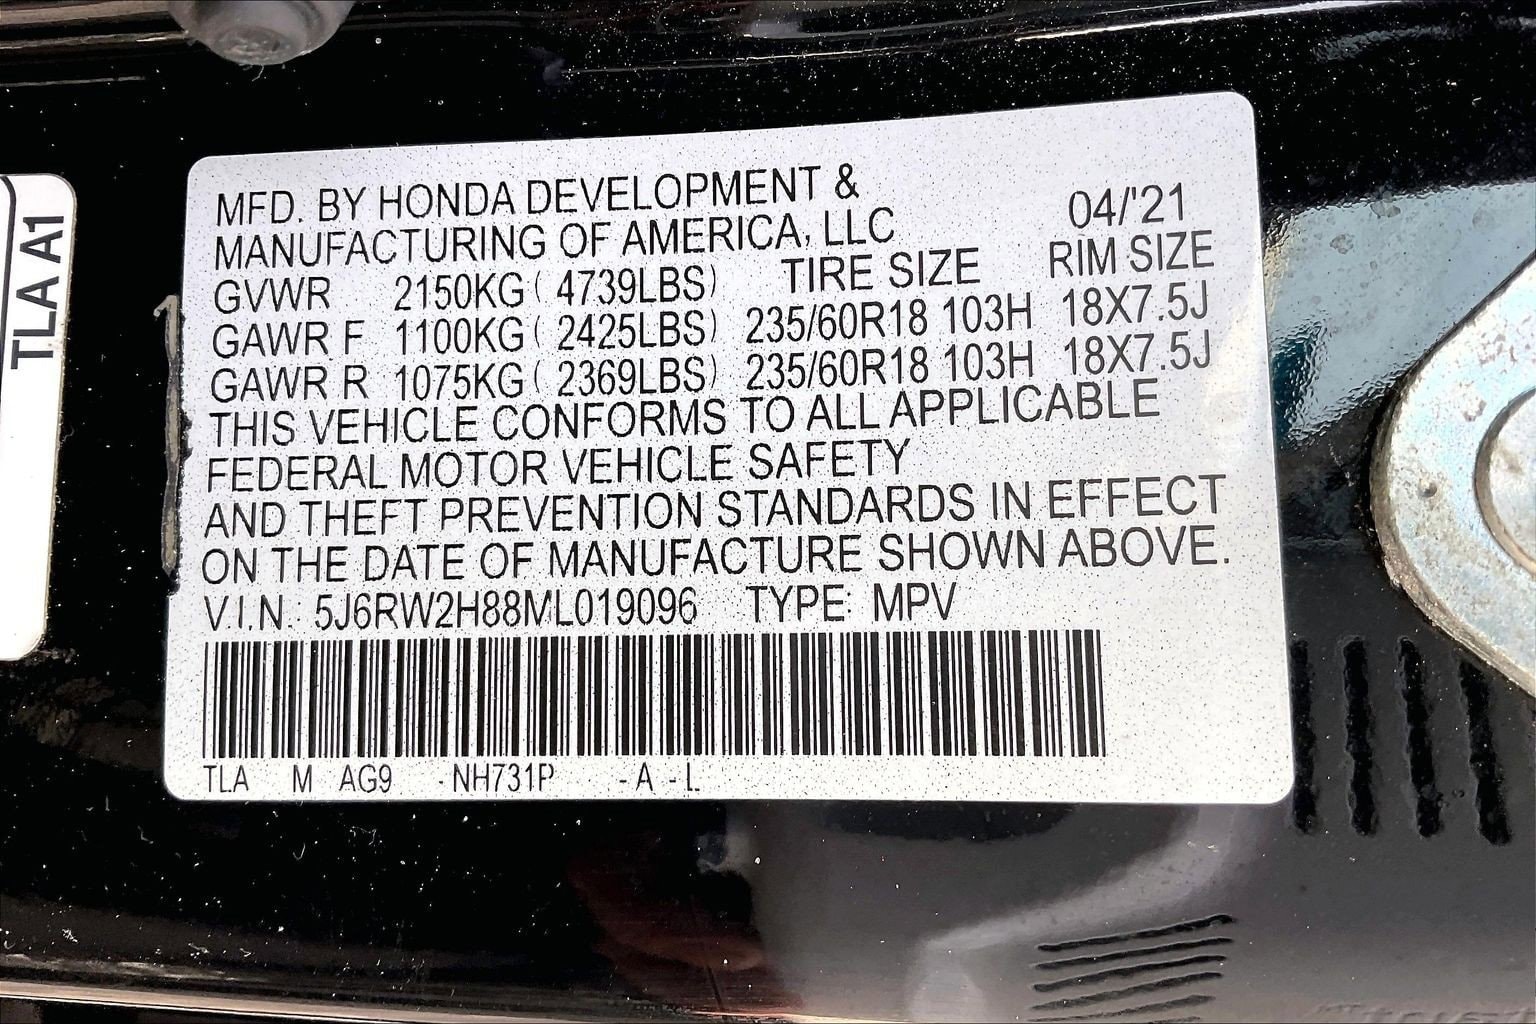 MFD. BY HONDA DEVELOPMENT &
MANUFACTURING OF AMERICA, LLC 04/'21
GVWR 2150KG ( 4739LBS) TIRE SIZE RIM SIZE
GAWR F 1100KG ( 2425LBS) 235/60R18 103H 18X7.5J
GAWR R 1075KG ( 2369LBS) 235/60R18 103H 18X7.5J
THIS VEHICLE CONFORMS TO ALL APPLICABLE
FEDERAL MOTOR VEHICLE SAFETY
AND THEFT PREVENTION STANDARDS IN EFFECT
ON THE DATE OF MANUFACTURE SHOWN ABOVE.
V.I.N.: 5J6RW2H88ML019096 TYPE: MPV
TLA M AG9 -NH731P -A -L
TLA A1